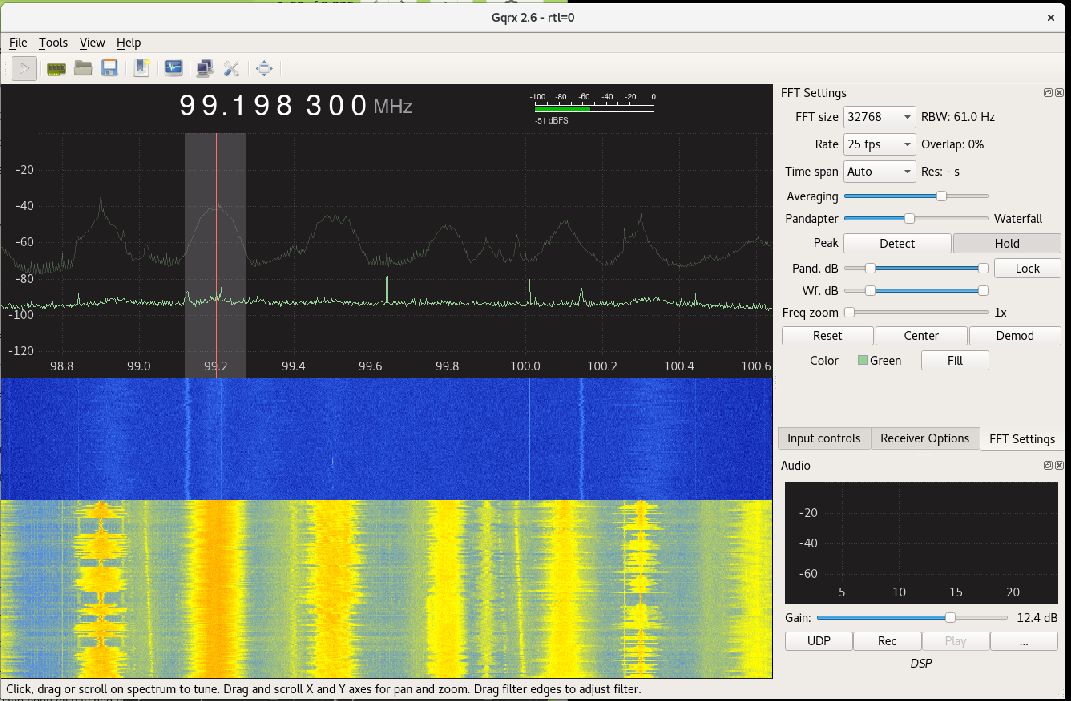 Gqrx 2.6 - rtl=0
File Tools View Help
99.198 300 MHz
-100 -80 -60 -40 -20 0
-51 dBFS
-20
-40
-60
-80
-100
-120
98.8 99.0 99.2 99.4 99.6 99.8 100.0 100.2 100.4 100.6
FFT Settings
FFT size 32768 RBW: 61.0 Hz
Rate 25 fps Overlap: 0%
Time span Auto Res: - s
Averaging
Pandapter Waterfall
Peak Detect Hold
Pand. dB Lock
Wf. dB
Freq zoom 1x
Reset Center Demod
Color Green Fill
Input controls Receiver Options FFT Settings
Audio
-20
-40
-60
5 10 15 20
Gain: 12.4 dB
UDP Rec Play ...
DSP
Click, drag or scroll on spectrum to tune. Drag and scroll X and Y axes for pan and zoom. Drag filter edges to adjust filter.